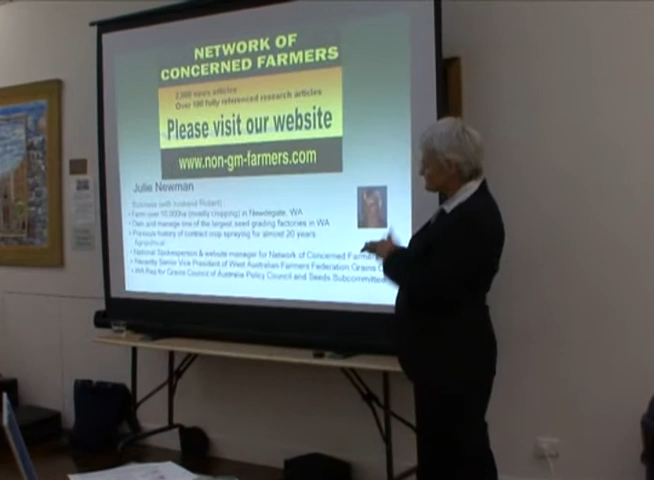 NETWORK OF
CONCERNED FARMERS
2,000 news articles
Over 100 fully referenced research articles
Please visit our website
www.non-gm-farmers.com
Julie Newman
Business (with husband Robert):
• Farm over 10,000ha (mostly cropping) in Newdegate, WA
• Own and manage one of the largest seed grading factories in WA
• Previous history of contract crop spraying for almost 20 years
Agripolitical:
• National Spokesperson & website manager for Network of Concerned Farmers
• Recently Senior Vice President of West Australian Farmers Federation Grains
• WA Rep for Grains Council of Australia Policy Council and Seeds Subcommittee